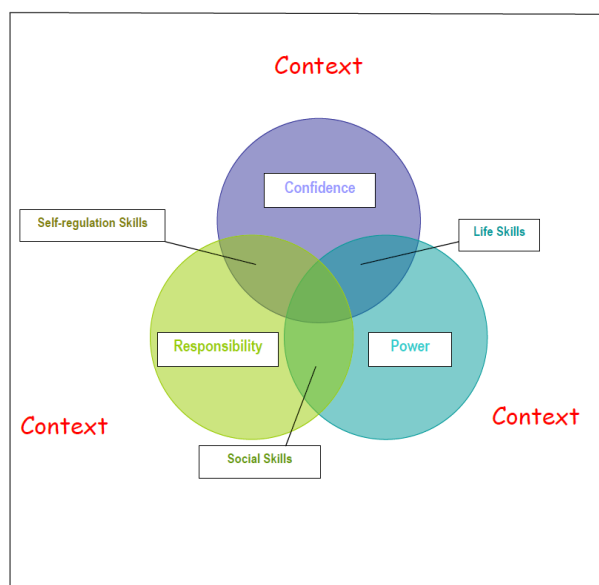 Context
Confidence
Self-regulation Skills
Life Skills
Responsibility
Power
Context
Context
Social Skills